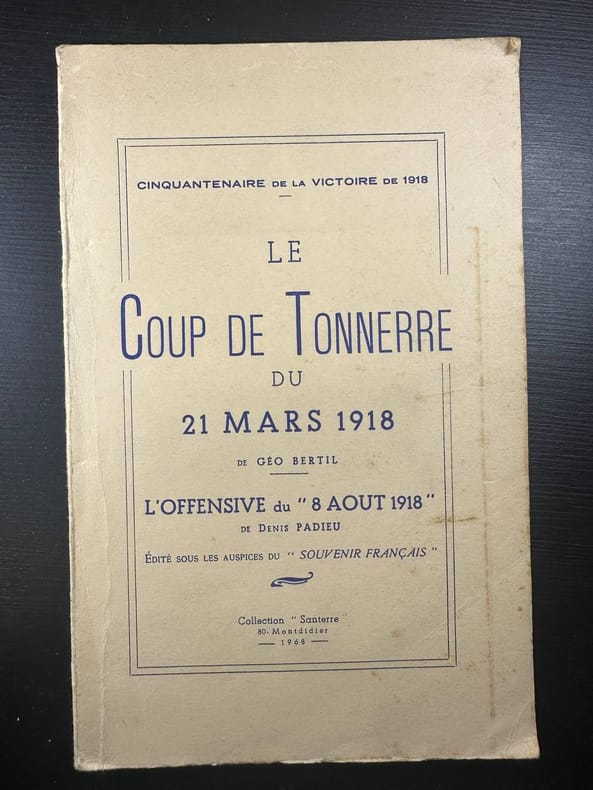 CINQUANTENAIRE DE LA VICTOIRE DE 1918
LE
COUP DE TONNERRE
DU
21 MARS 1918
DE GÉO BERTIL
L'OFFENSIVE du " 8 AOUT 1918 "
DE DENIS PADIEU
ÉDITÉ SOUS LES AUSPICES DU " SOUVENIR FRANÇAIS "
Collection " Santerre "
80- Montdidier
— 1968 —